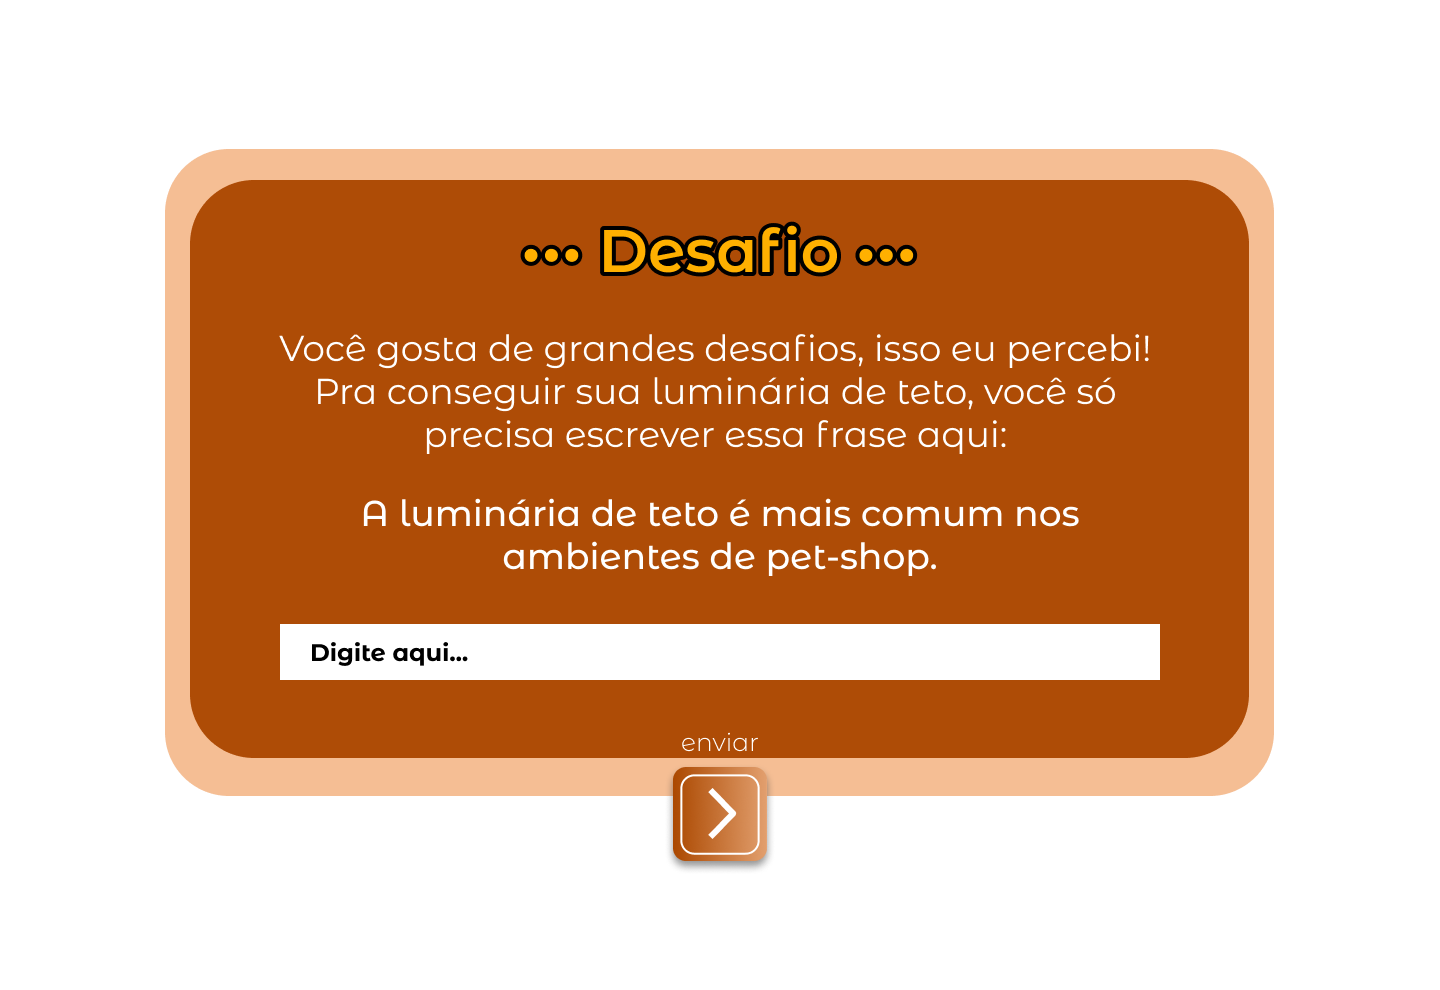 ••• Desafio •••
Você gosta de grandes desafios, isso eu percebi!
Pra conseguir sua luminária de teto, você só
precisa escrever essa frase aqui:
A luminária de teto é mais comum nos
ambientes de pet-shop.
Digite aqui...
enviar